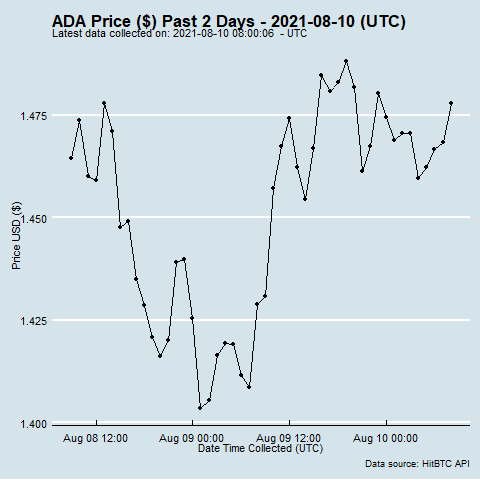 ADA Price ($) Past 2 Days - 2021-08-10 (UTC)
Latest data collected on: 2021-08-10 08:00:06 - UTC
1.475
1.450
1.425
1.400
Price USD ($)
Aug 08 12:00 Aug 09 00:00 Aug 09 12:00 Aug 10 00:00
Date Time Collected (UTC)
Data source: HitBTC API